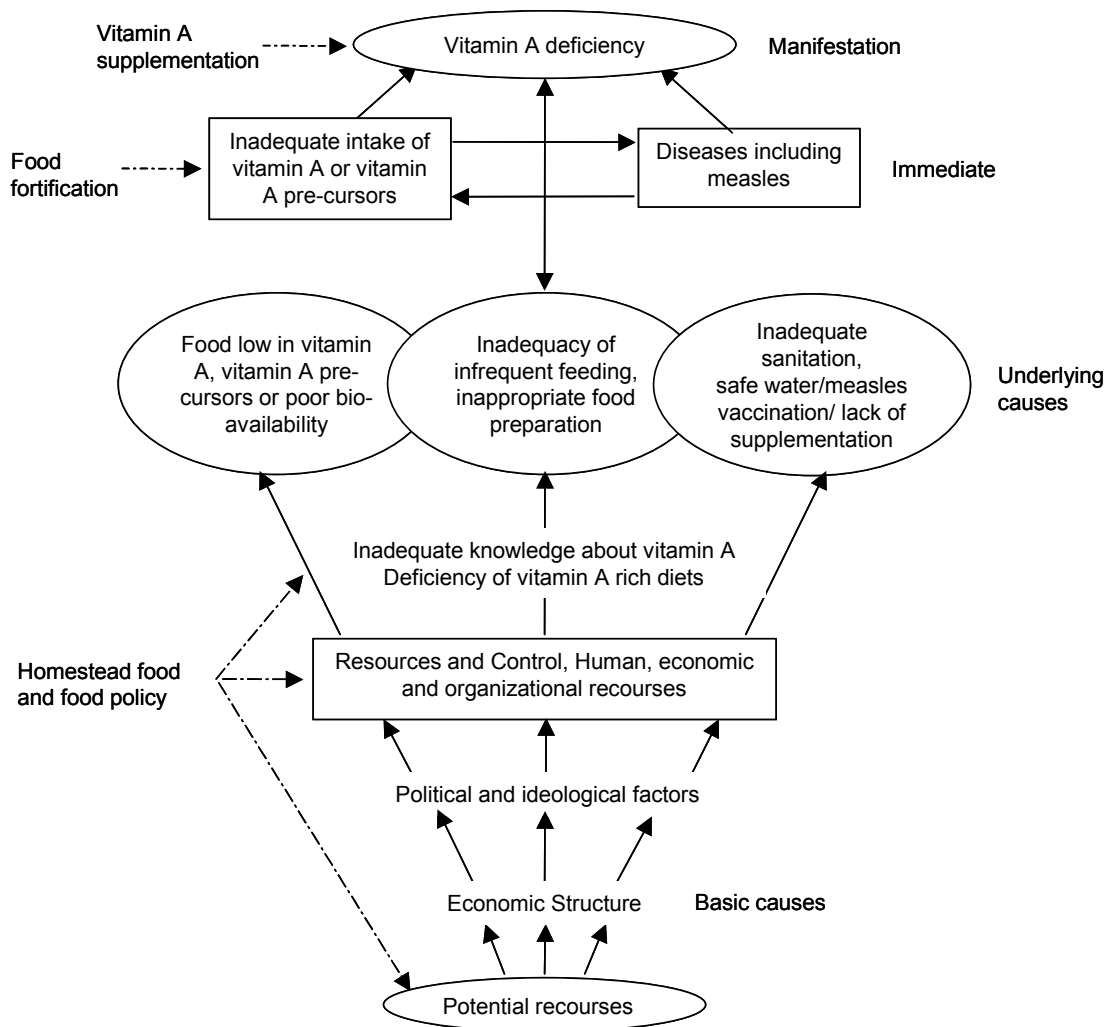 Vitamin A
supplementation
Vitamin A deficiency
Manifestation
Food
fortification
Inadequate intake of
vitamin A or vitamin
A pre-cursors
Diseases including
measles
Immediate
Food low in vitamin
A, vitamin A pre-
cursors or poor bio-
availability
Inadequacy of
infrequent feeding,
inappropriate food
preparation
Inadequate
sanitation,
safe water/measles
vaccination/ lack of
supplementation
Underlying
causes
Inadequate knowledge about vitamin A
Deficiency of vitamin A rich diets
Homestead food
and food policy
Resources and Control, Human, economic
and organizational recourses
Political and ideological factors
Economic Structure
Basic causes
Potential recourses